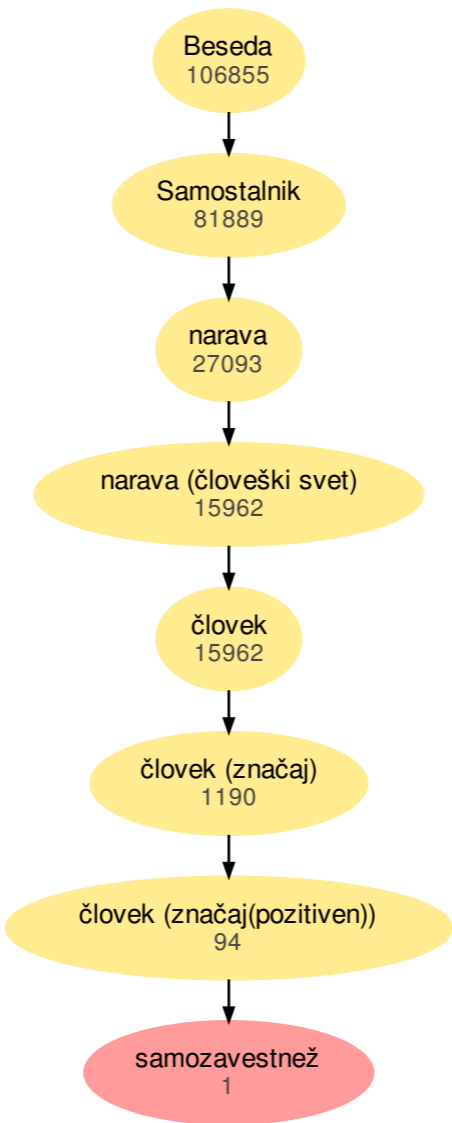 Beseda
106855
Samostalnik
81889
narava
27093
narava (človeški svet)
15962
človek
15962
človek (značaj)
1190
človek (značaj(pozitiven))
94
samozavestnež
1